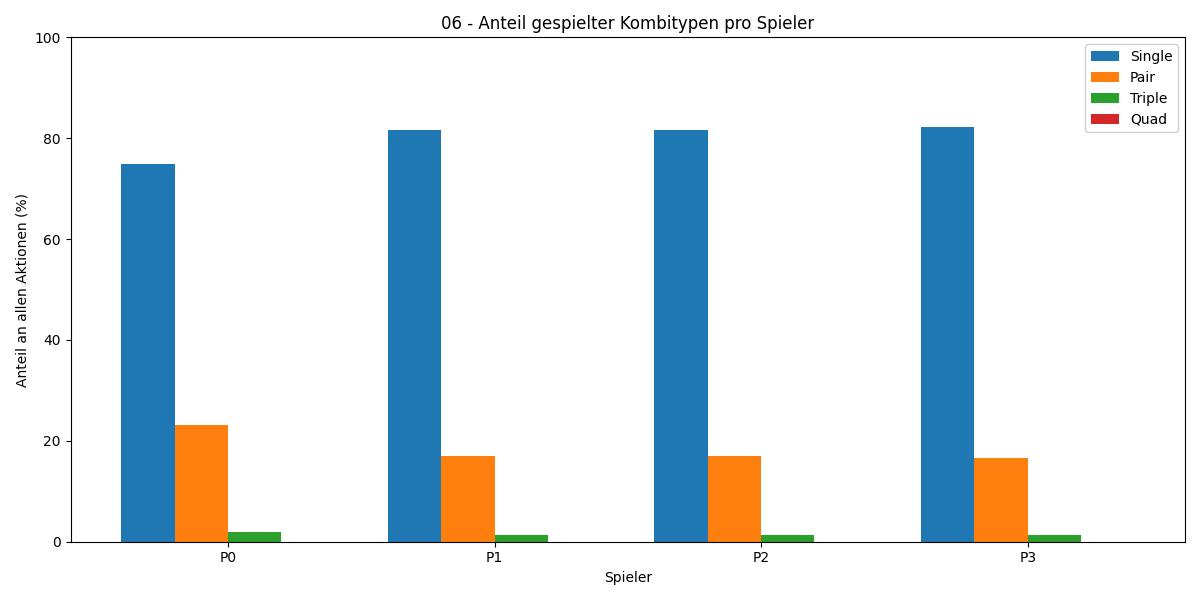 06 - Anteil gespielter Kombitypen pro Spieler
Anteil an allen Aktionen (%)
100
80
60
40
20
0
Single
Pair
Triple
Quad
P0
P1
P2
P3
Spieler